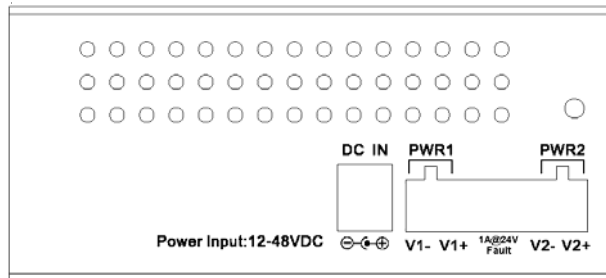 DC IN PWR1 PWR2
Power Input:12-48VDC V1- V1+ 1A@24V V2- V2+
Fault